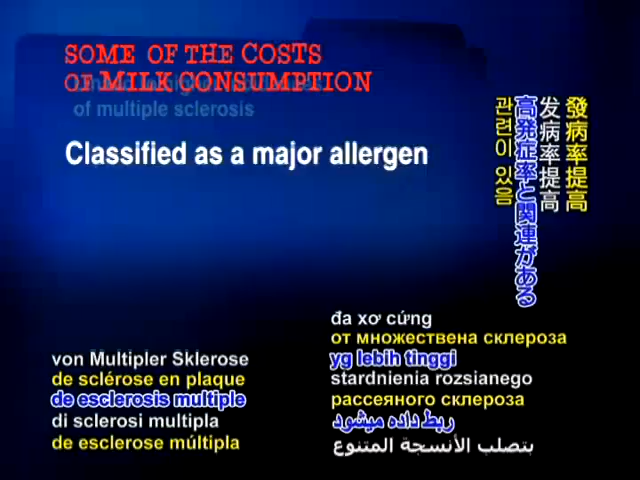 SOME OF THE COSTS
OF MILK CONSUMPTION
of multiple sclerosis
Classified as a major allergen
發病率提高
发病率提高
高発症率と関連がある
관련이 있음
von Multipler Sklerose
de sclérose en plaque
de esclerosis multiple
di sclerosi multipla
de esclerose múltipla
đa xơ cứng
от множествена склероза
yg lebih tinggi
stardnienia rozsianego
рассеяного склероза
ربط داده میشود
بتصلب الأنسجة المتنوع